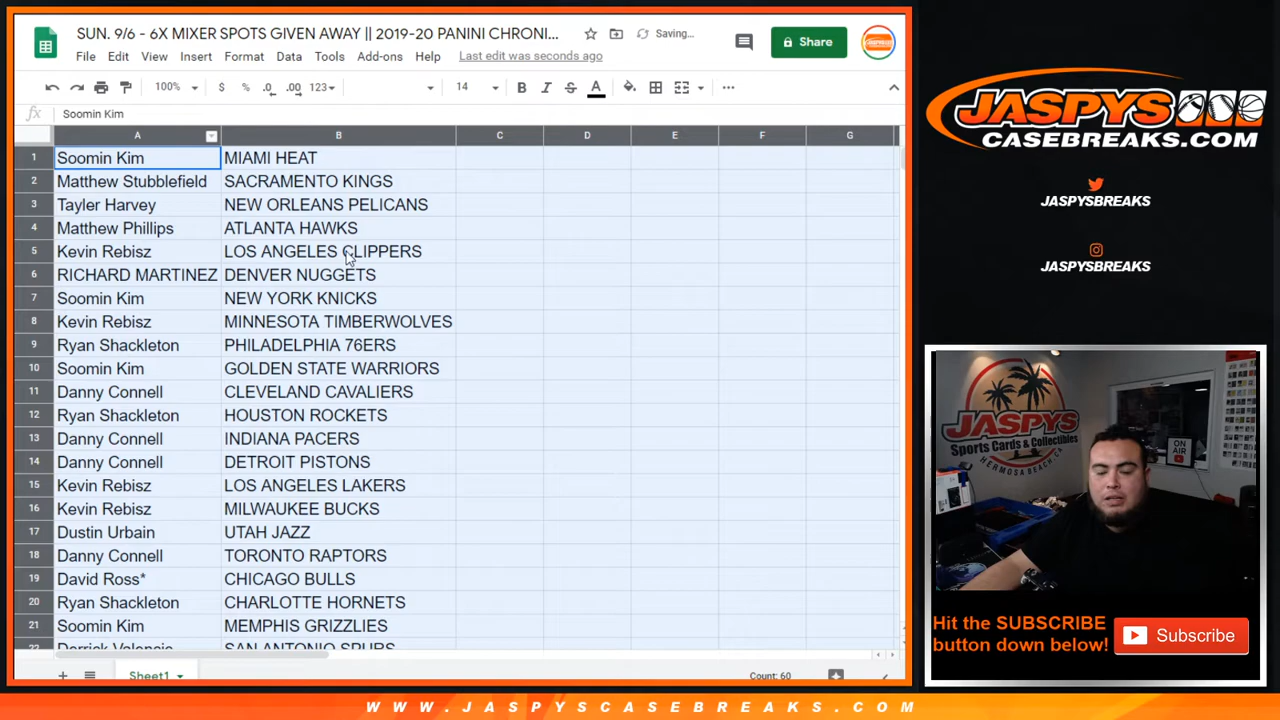 SUN. 9/6 - 6X MIXER SPOTS GIVEN AWAY || 2019-20 PANINI CHRONI...
Saving...
Share
File Edit View Insert Format Data Tools Add-ons Help Last edit was seconds ago
100% $ % .0 .00 123 14 B I S A
fx Soomin Kim
A B C D E F G
1 Soomin Kim MIAMI HEAT
2 Matthew Stubblefield SACRAMENTO KINGS
3 Tayler Harvey NEW ORLEANS PELICANS
4 Matthew Phillips ATLANTA HAWKS
5 Kevin Rebisz LOS ANGELES CLIPPERS
6 RICHARD MARTINEZ DENVER NUGGETS
7 Soomin Kim NEW YORK KNICKS
8 Kevin Rebisz MINNESOTA TIMBERWOLVES
9 Ryan Shackleton PHILADELPHIA 76ERS
10 Soomin Kim GOLDEN STATE WARRIORS
11 Danny Connell CLEVELAND CAVALIERS
12 Ryan Shackleton HOUSTON ROCKETS
13 Danny Connell INDIANA PACERS
14 Danny Connell DETROIT PISTONS
15 Kevin Rebisz LOS ANGELES LAKERS
16 Kevin Rebisz MILWAUKEE BUCKS
17 Dustin Urbain UTAH JAZZ
18 Danny Connell TORONTO RAPTORS
19 David Ross* CHICAGO BULLS
20 Ryan Shackleton CHARLOTTE HORNETS
21 Soomin Kim MEMPHIS GRIZZLIES
22 Derrick Valencia SAN ANTONIO SPURS
Sheet1
Count: 60
JASPYS
CASEBREAKS.COM
JASPYSBREAKS
JASPYSBREAKS
JASPYS
Sports Cards & Collectibles
HERMOSA BEACH, CA
ON AIR
Hit the SUBSCRIBE
button down below!
Subscribe
WWW.JASPYSCASEBREAKS.COM